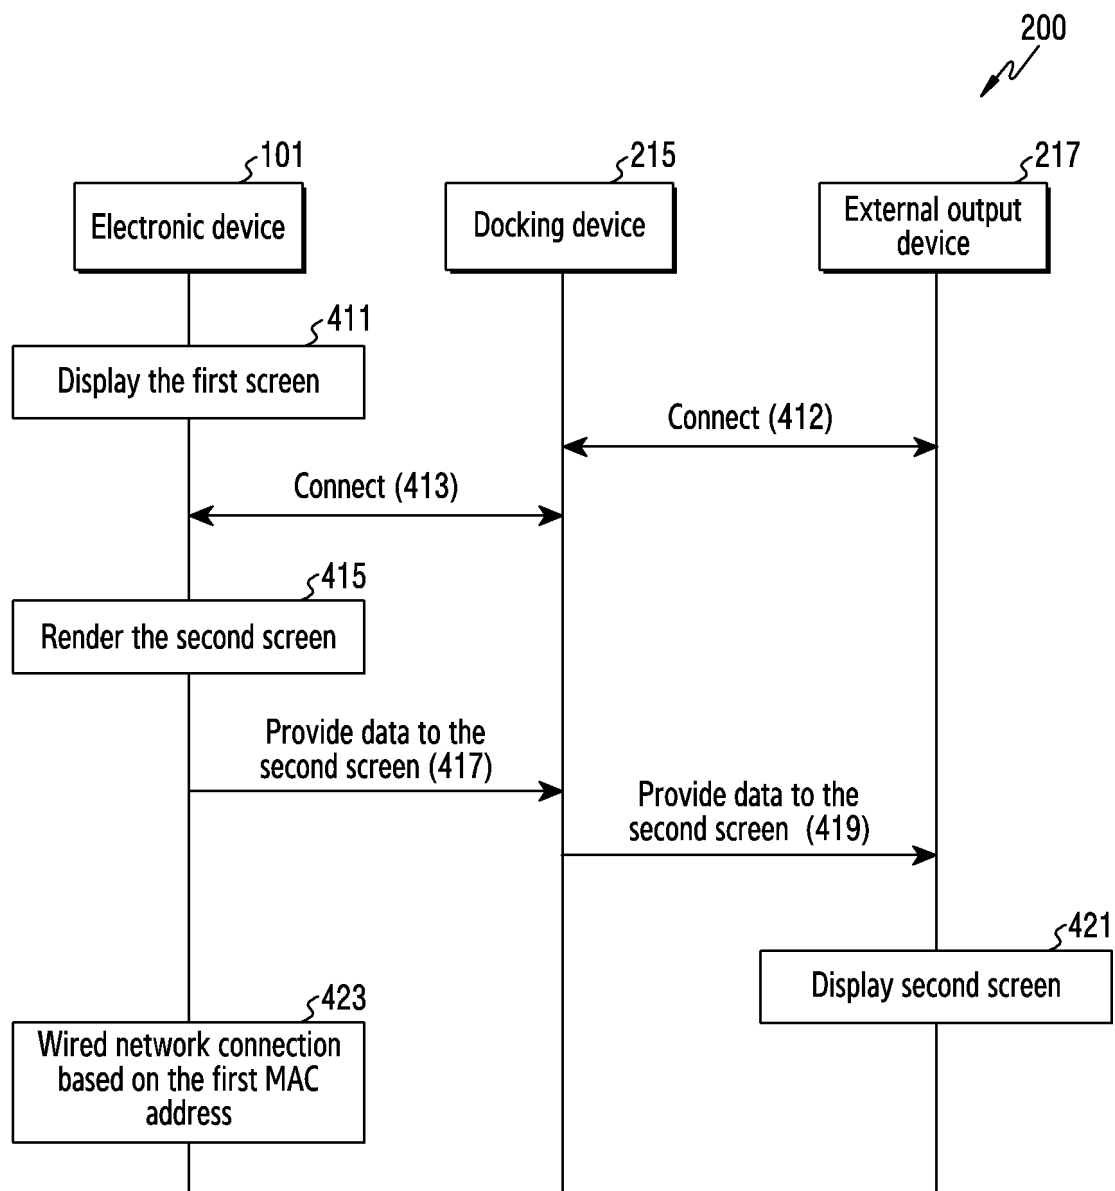 200
101
215
217
Electronic device
Docking device
External output
device
411
Display the first screen
Connect (412)
Connect (413)
415
Render the second screen
Provide data to the
second screen (417)
Provide data to the
second screen (419)
421
Display second screen
423
Wired network connection
based on the first MAC
address